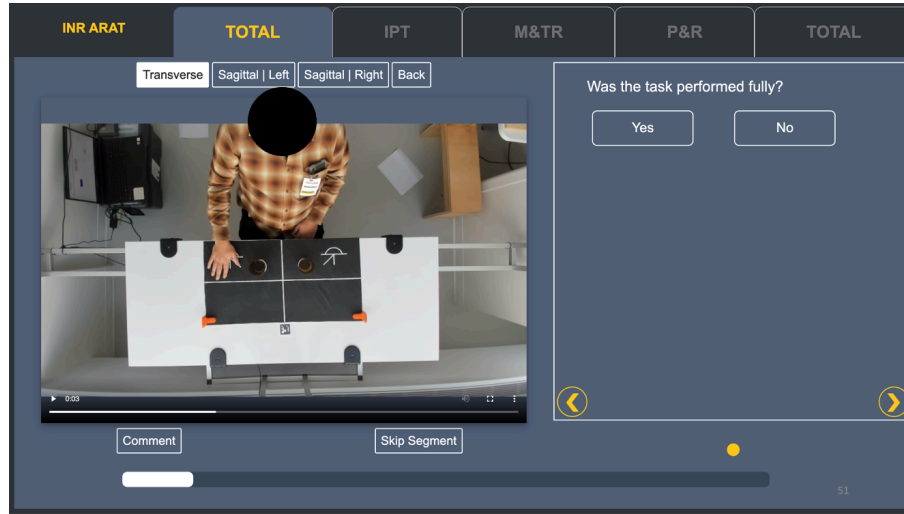 INR ARAT
TOTAL
IPT
M&TR
P&R
TOTAL
Transverse
Sagittal | Left
Sagittal | Right
Back
Was the task performed fully?
Yes
No
0:03
Comment
Skip Segment
51